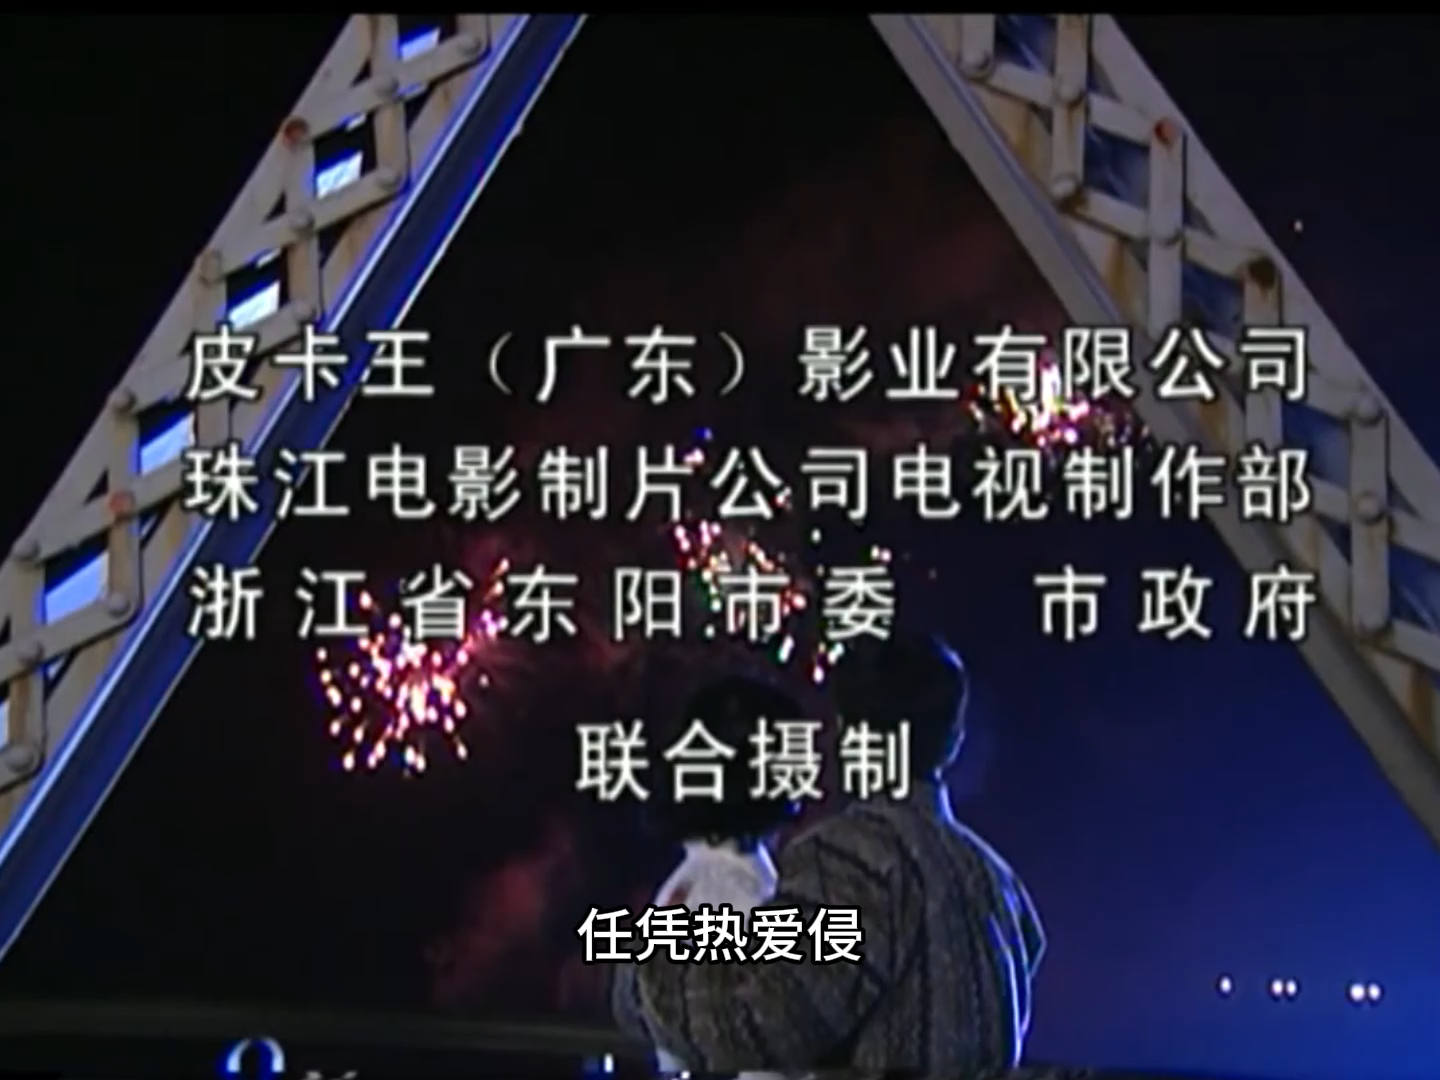 皮卡王（广东）影业有限公司
珠江电影制片公司电视制作部
浙江省东阳市委 市政府
联合摄制
任凭热爱侵